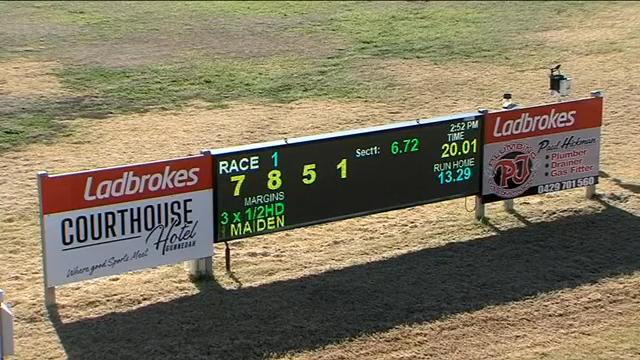 Ladbrokes
COURTHOUSE
Hotel
GUNNEDAH
Where good Sports Meet
RACE 1
7 8 5 1
MARGINS
3 x 1/2HD
MAIDEN
Sect1: 6.72
2:52 PM
TIME
20.01
RUN HOME
13.29
Ladbrokes
PLUMBING
PJ
Paul Hickman
• Plumber
• Drainer
• Gas Fitter
0429 701 560